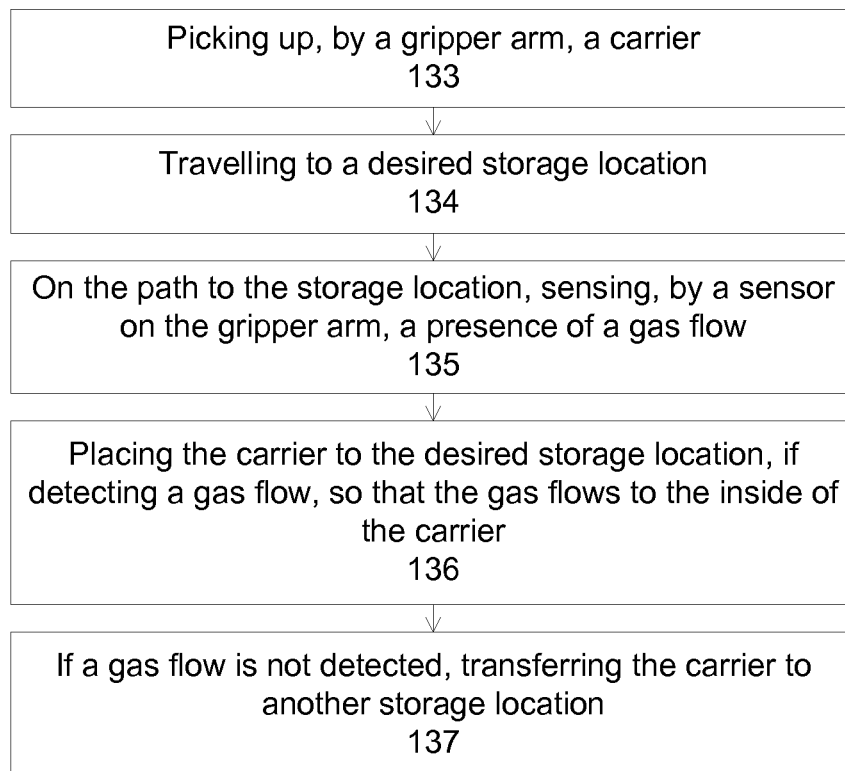 Picking up, by a gripper arm, a carrier
133
Travelling to a desired storage location
134
On the path to the storage location, sensing, by a sensor
on the gripper arm, a presence of a gas flow
135
Placing the carrier to the desired storage location, if
detecting a gas flow, so that the gas flows to the inside of
the carrier
136
If a gas flow is not detected, transferring the carrier to
another storage location
137